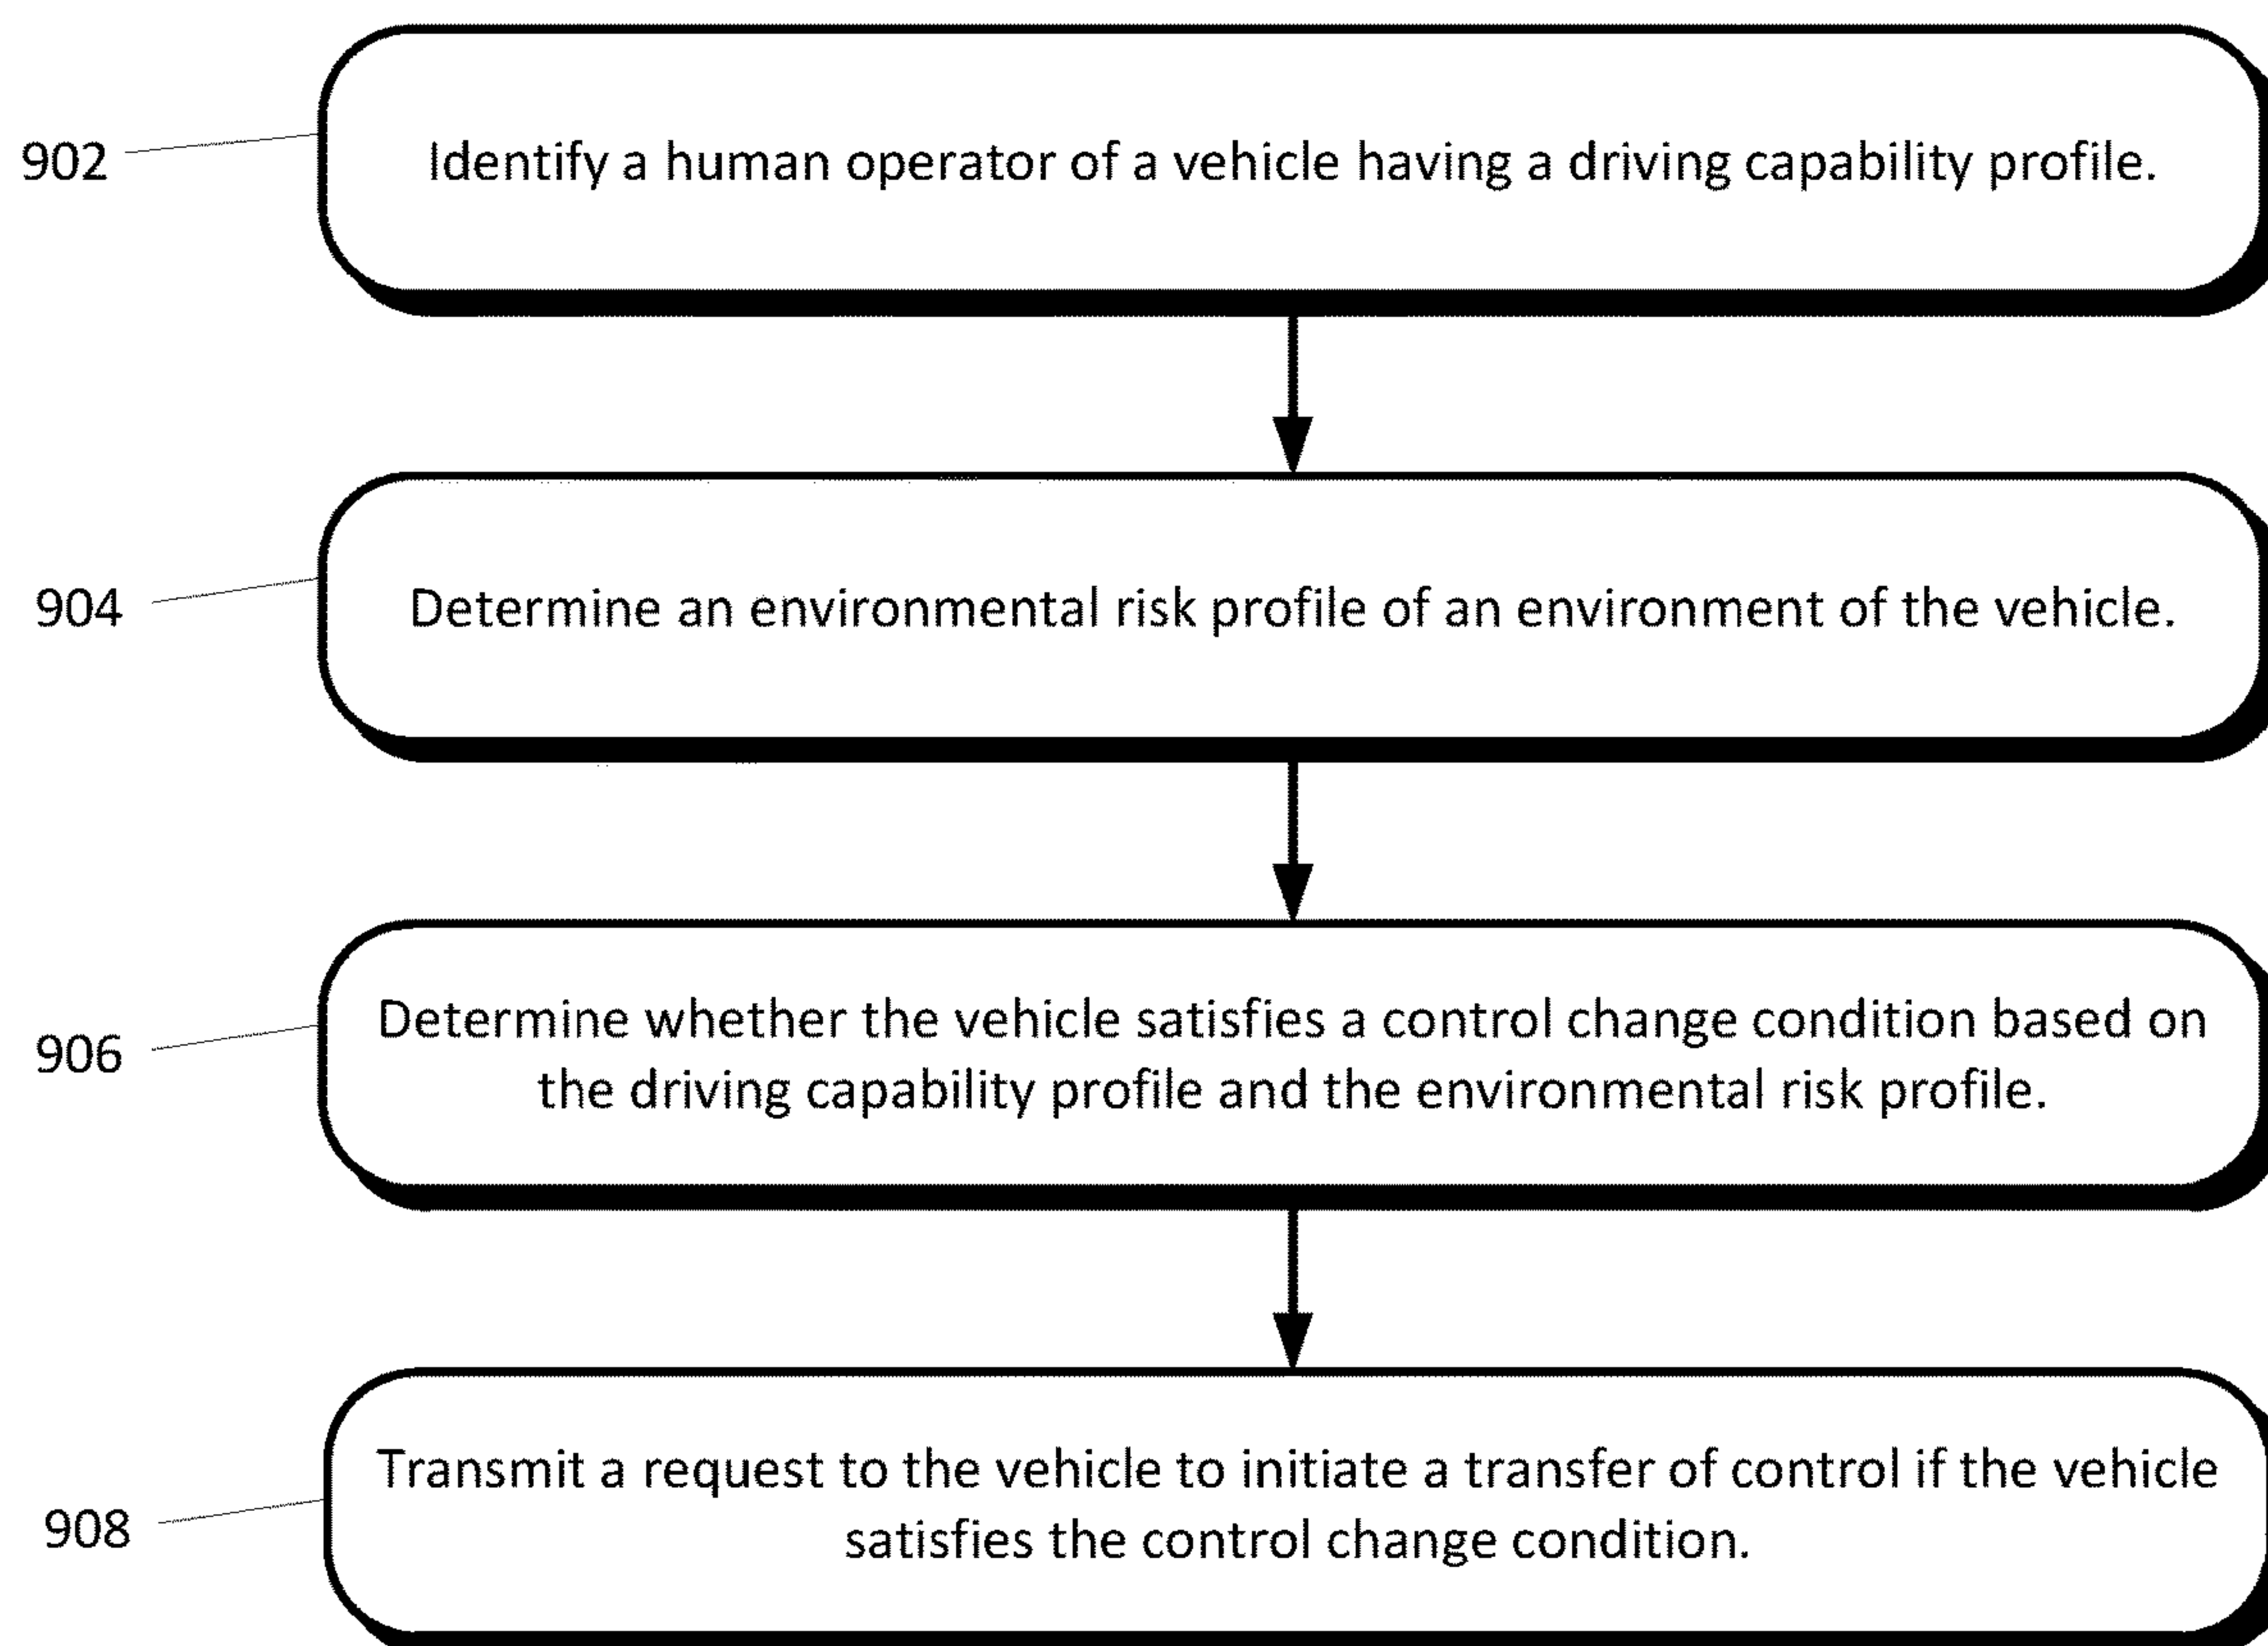 902
Identify a human operator of a vehicle having a driving capability profile.
904
Determine an environmental risk profile of an environment of the vehicle.
906
Determine whether the vehicle satisfies a control change condition based on
the driving capability profile and the environmental risk profile.
908
Transmit a request to the vehicle to initiate a transfer of control if the vehicle
satisfies the control change condition.